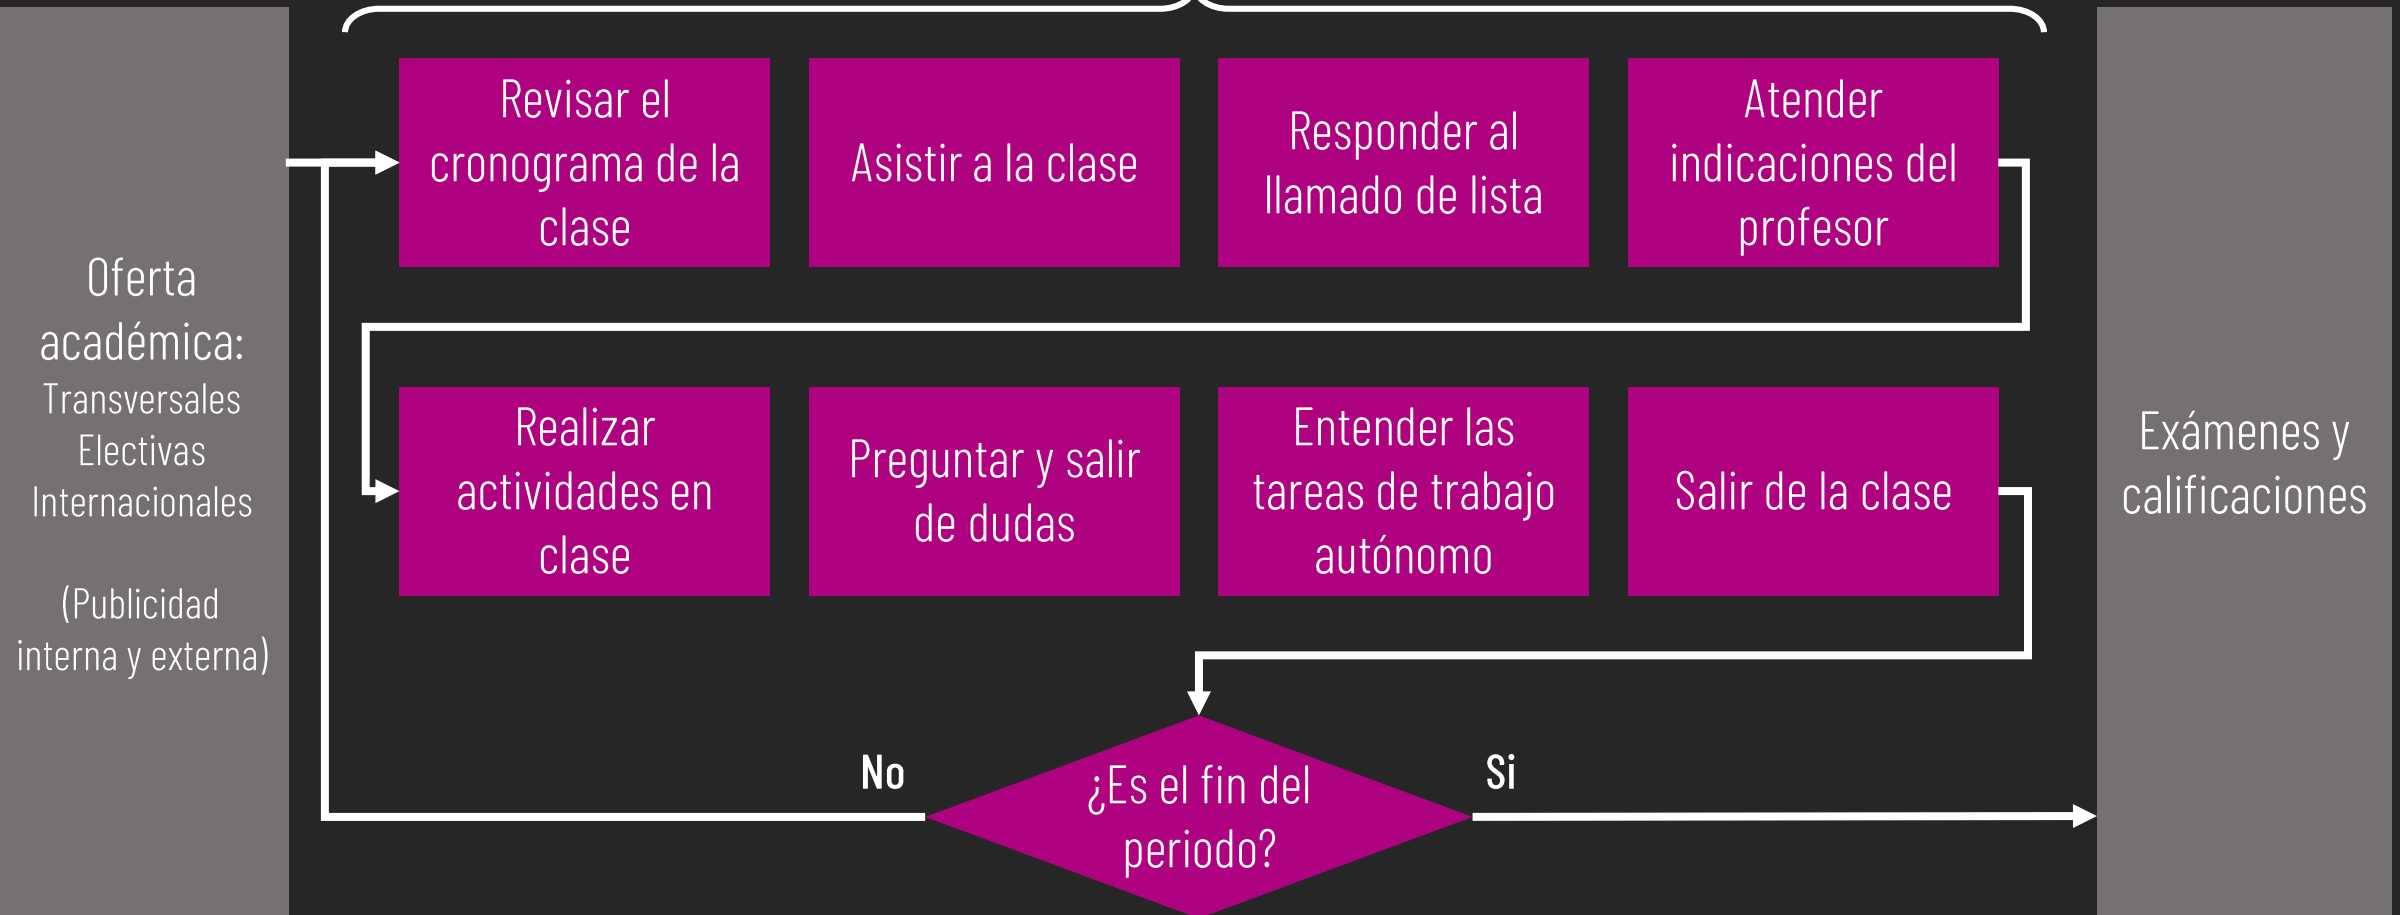 Oferta
académica:
Transversales
Electivas
Internacionales
(Publicidad
interna y externa)
Revisar el
cronograma de la
clase
Asistir a la clase
Responder al
llamado de lista
Atender
indicaciones del
profesor
Realizar
actividades en
clase
Preguntar y salir
de dudas
Entender las
tareas de trabajo
autónomo
Salir de la clase
No
¿Es el fin del
periodo?
Si
Exámenes y
calificaciones